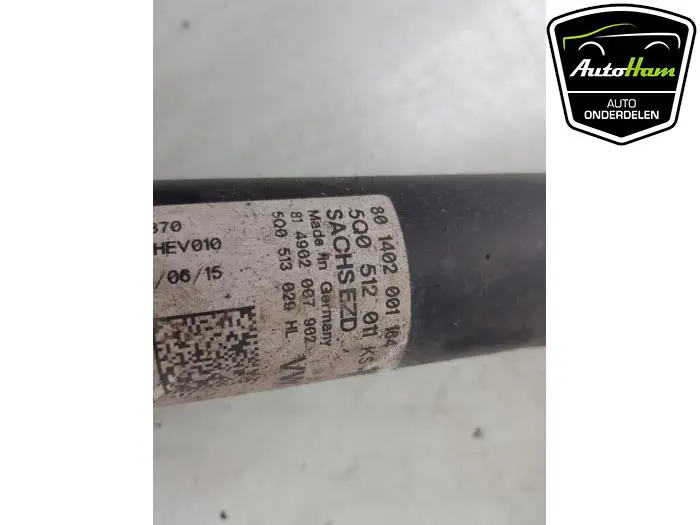 AutoHam
AUTO
ONDERDELEN
80 1402 001 164
5Q0 512 011 KS
SACHS EZD
Made in Germany
81 4902 007 902
5Q0 513 029 HL
VW
370
HEV010
/06/15